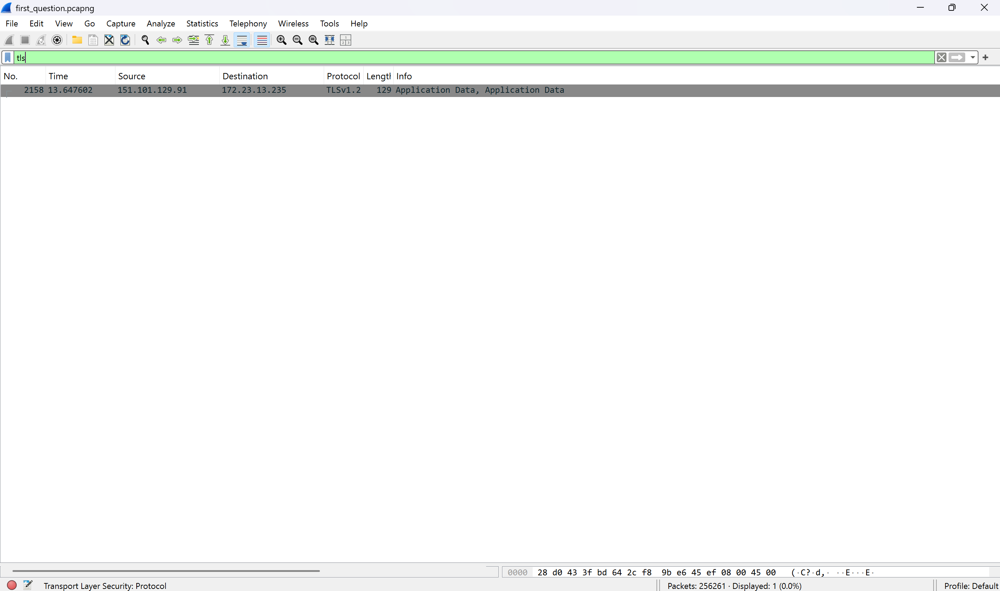 first_question.pcapng
File Edit View Go Capture Analyze Statistics Telephony Wireless Tools Help
tls
No. Time Source Destination Protocol Lengtl Info
2158 13.647602 151.101.129.91 172.23.13.235 TLSv1.2 129 Application Data, Application Data
0000 28 d0 43 3f bd 64 2c f8 9b e6 45 ef 08 00 45 00 (·C?·d,· ··E···E·
Transport Layer Security: Protocol Packets: 256261 · Displayed: 1 (0.0%) Profile: Default